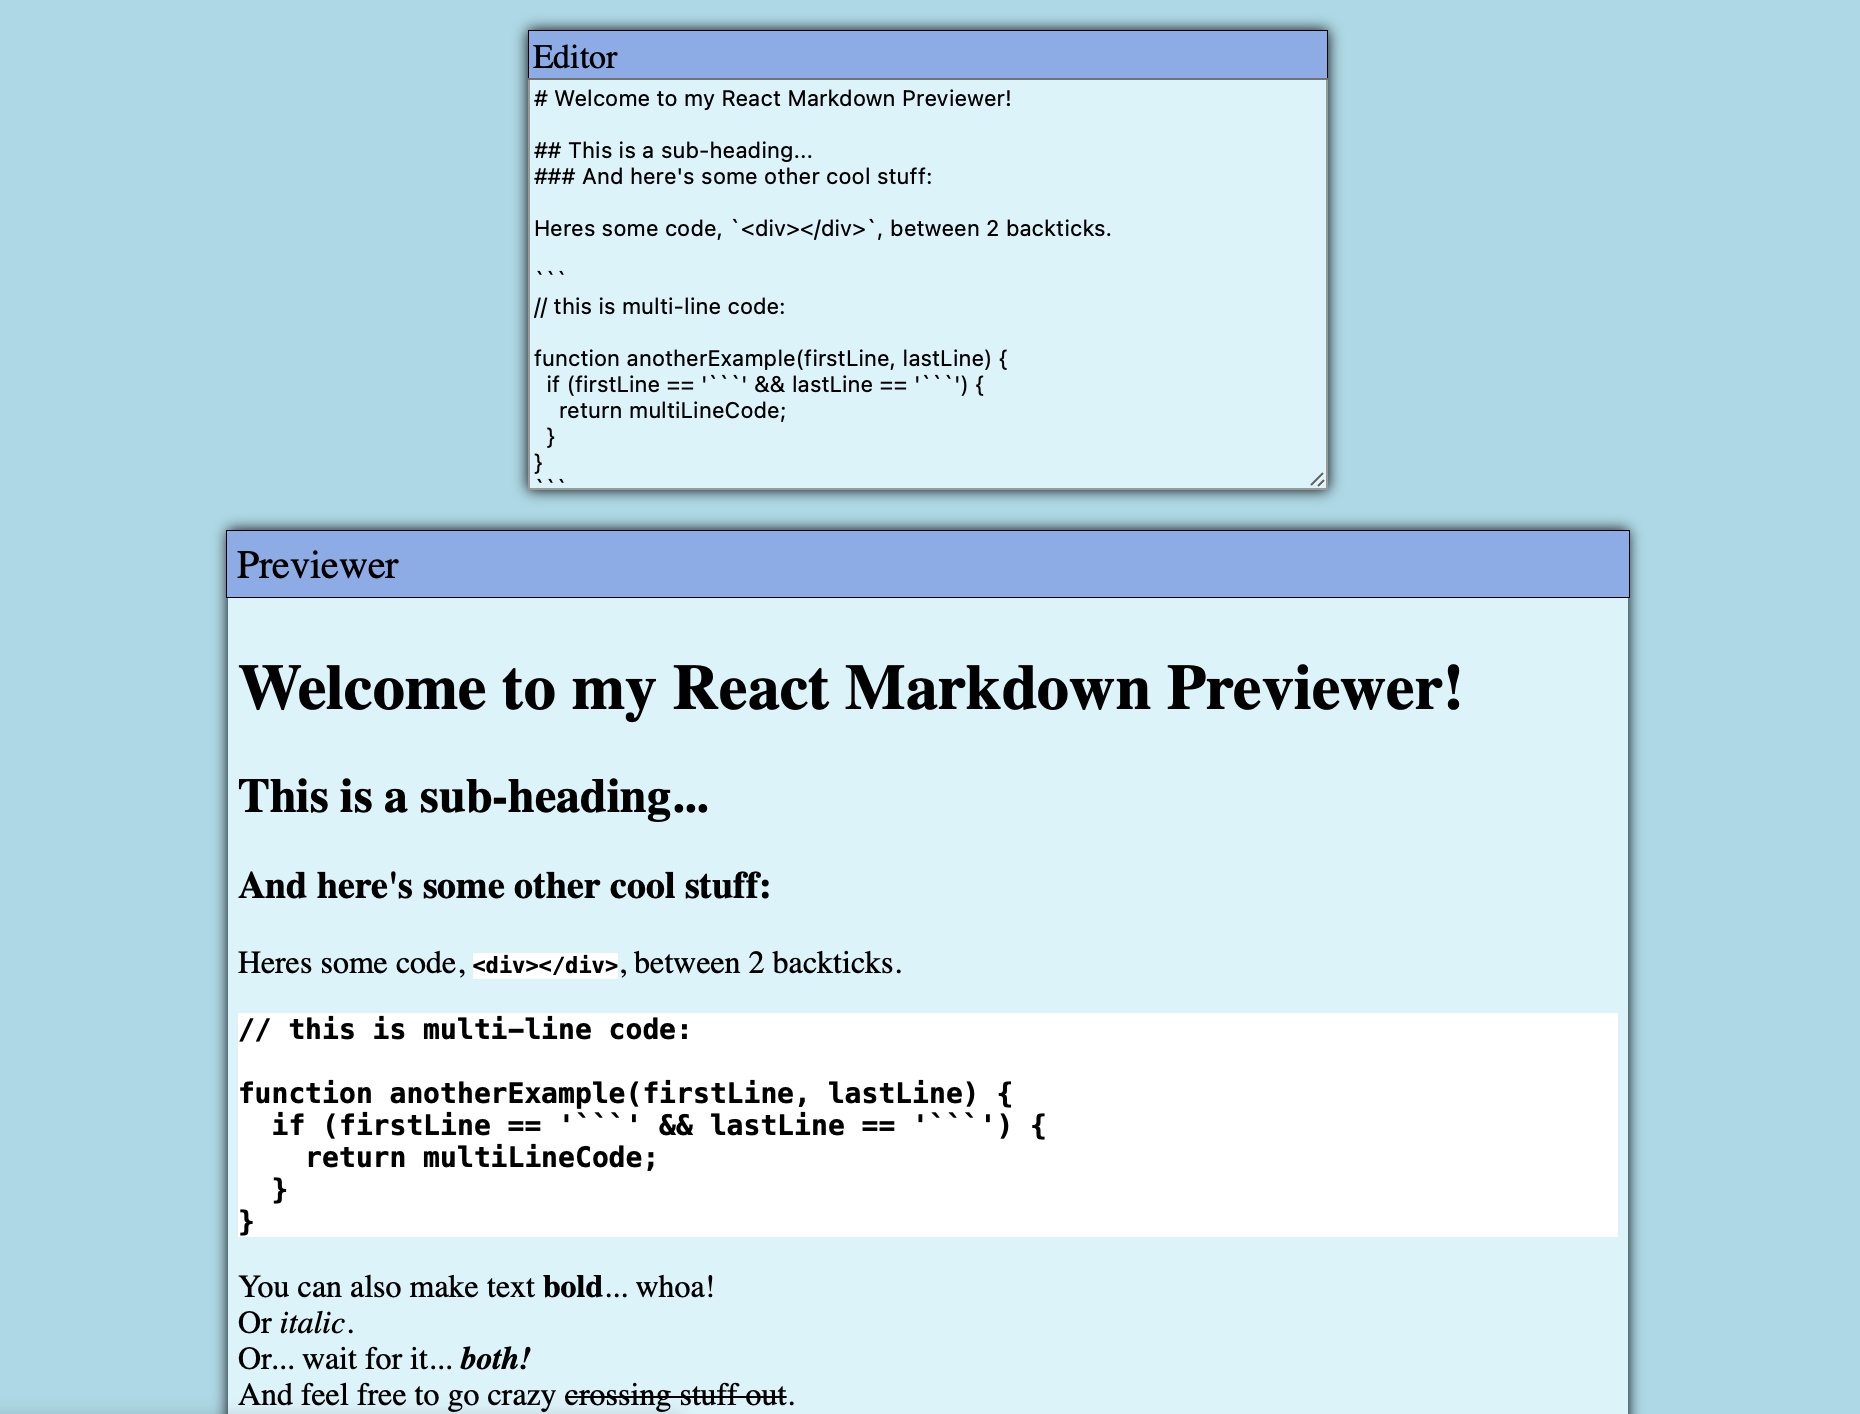 Editor
# Welcome to my React Markdown Previewer!
## This is a sub-heading...
### And here's some other cool stuff:
Heres some code, `<div></div>`, between 2 backticks.
```
// this is multi-line code:
function anotherExample(firstLine, lastLine) {
  if (firstLine == '```' && lastLine == '```') {
    return multiLineCode;
  }
}
```
Previewer
Welcome to my React Markdown Previewer!
This is a sub-heading...
And here's some other cool stuff:
Heres some code, <div></div>, between 2 backticks.
// this is multi-line code:
function anotherExample(firstLine, lastLine) {
  if (firstLine == '```' && lastLine == '```') {
    return multiLineCode;
  }
}
You can also make text bold... whoa!
Or italic.
Or... wait for it... both!
And feel free to go crazy crossing stuff out.